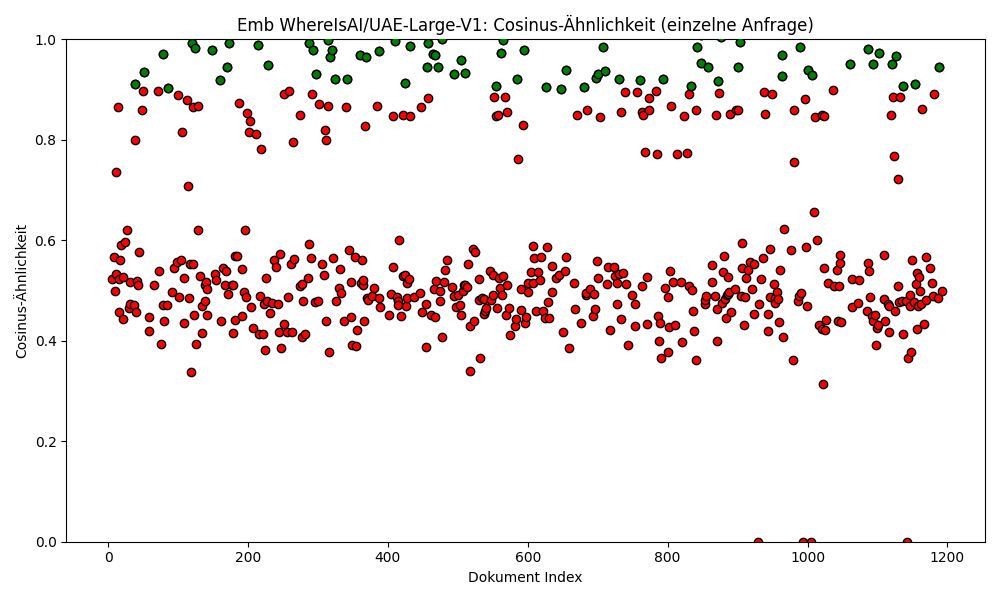 Emb WhereIsAI/UAE-Large-V1: Cosinus-Ähnlichkeit (einzelne Anfrage)
1.0
0.8
0.6
0.4
0.2
0.0
Cosinus-Ähnlichkeit
0 200 400 600 800 1000 1200
Dokument Index